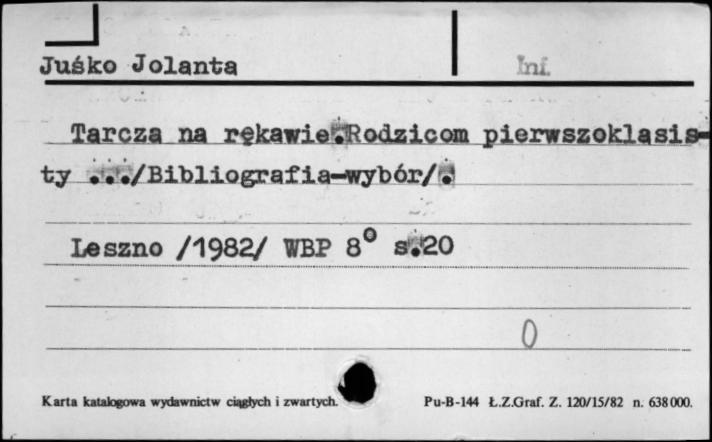 Juśko Jolanta
Inf.
Tarcza na rękawie.Rodzicom pierwszoklasis-
ty .../Bibliografia-wybór/.
Leszno /1982/ WBP 8° s.20
0
Karta katalogowa wydawnictw ciągłych i zwartych.
Pu-B-144 Ł.Z.Graf. Z. 120/15/82 n. 638000.